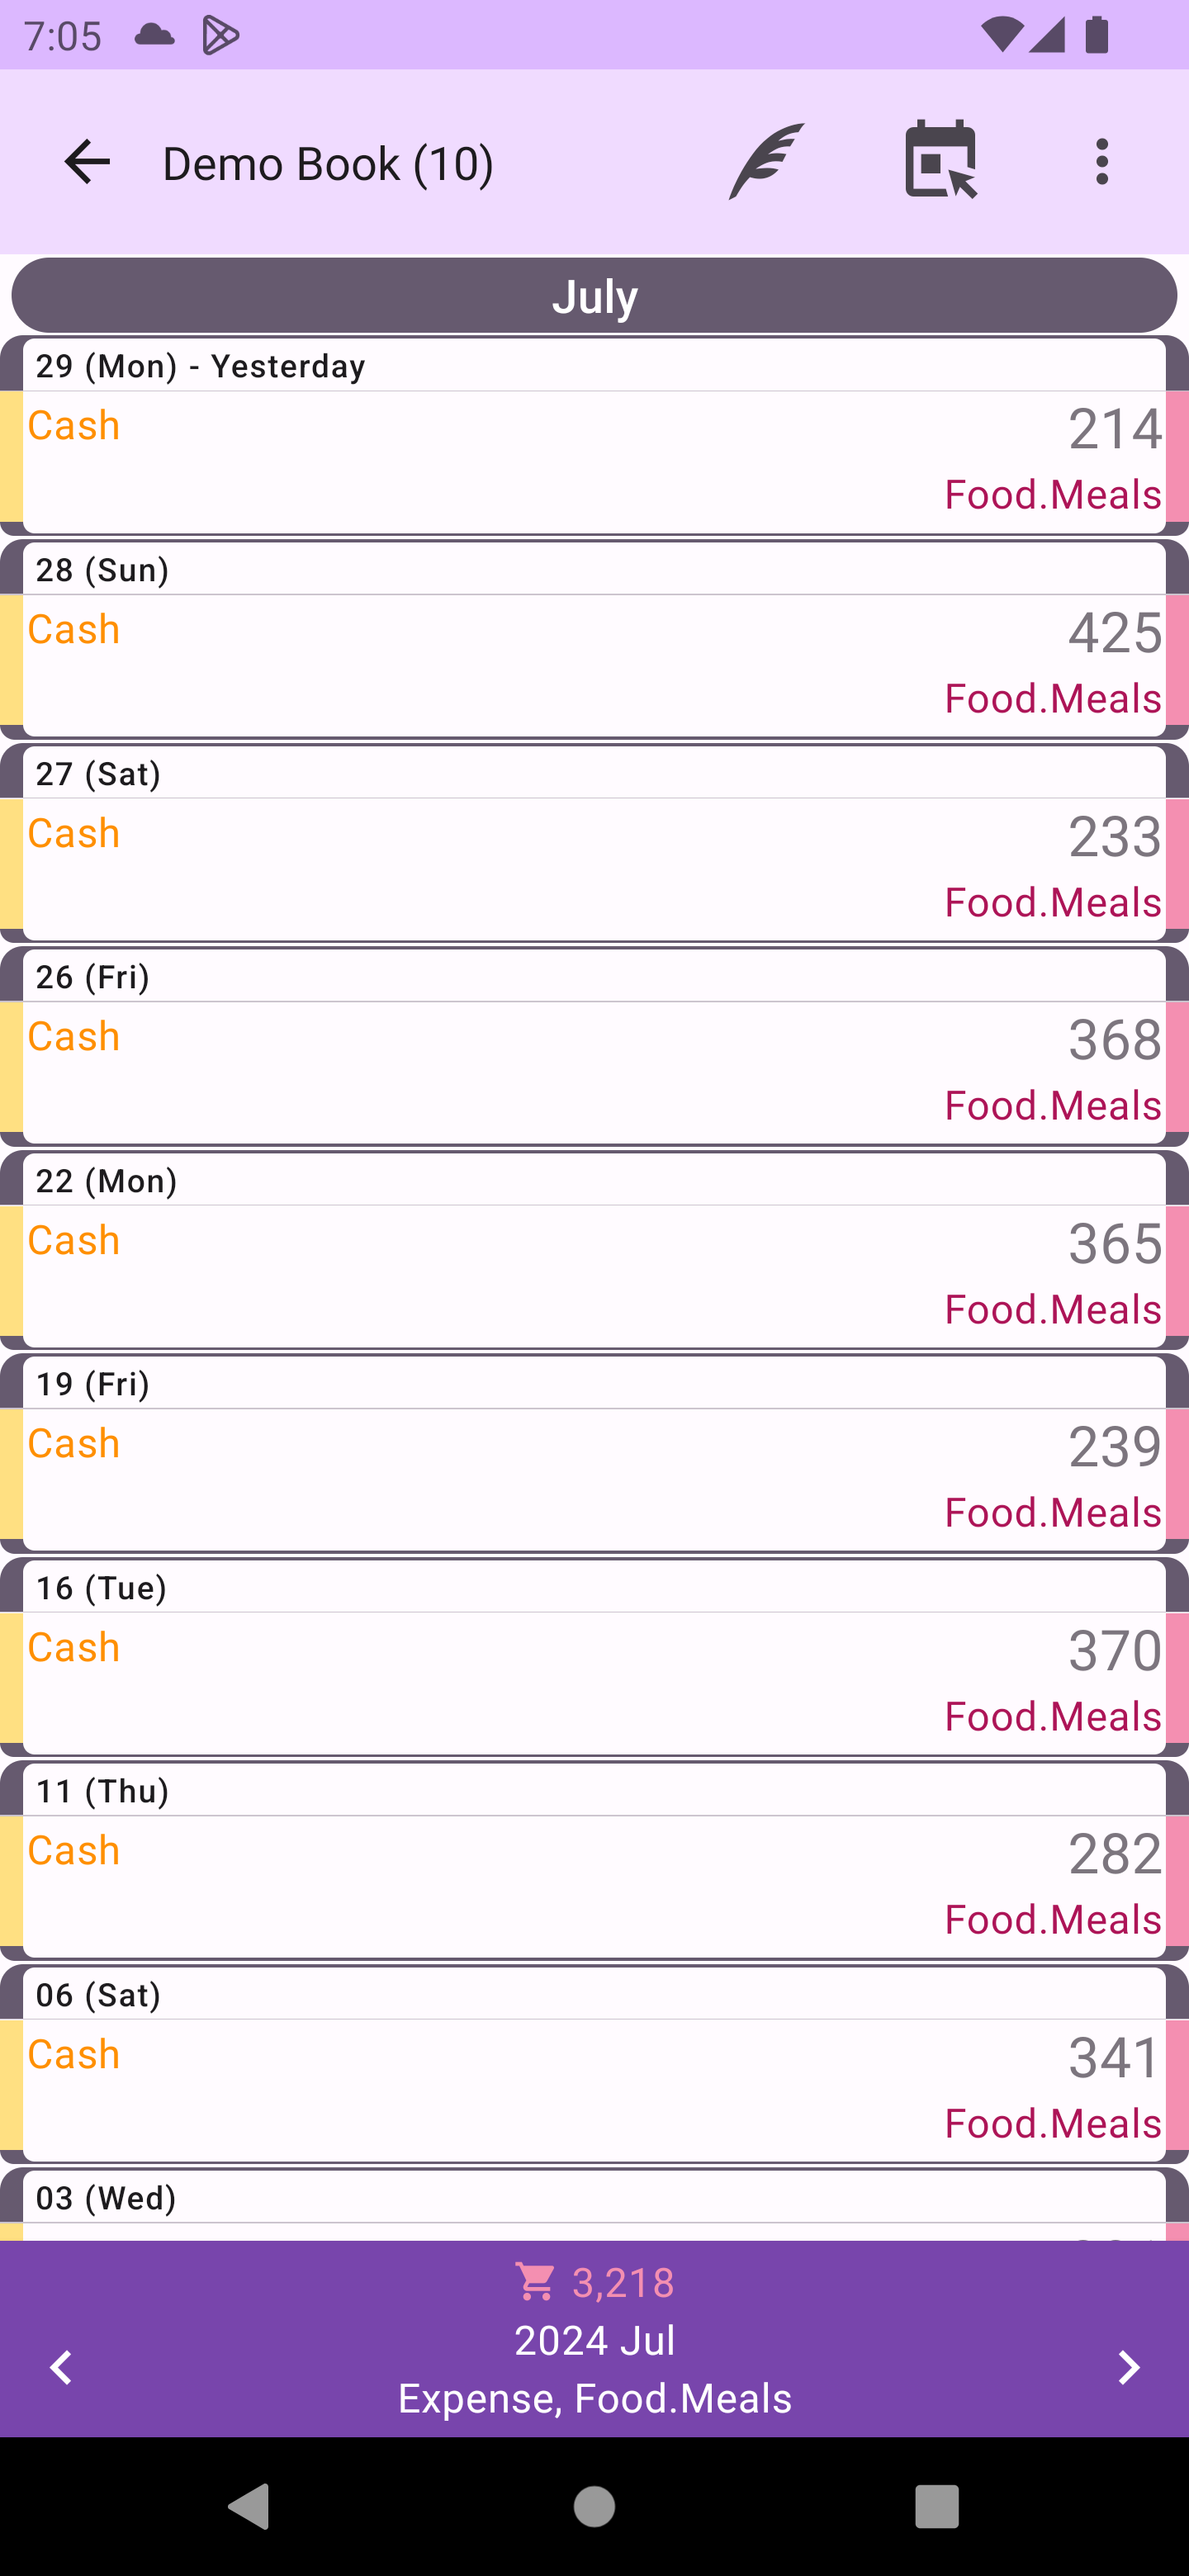 7:05
Demo Book (10)
July
29 (Mon) - Yesterday
Cash
214
Food.Meals
28 (Sun)
Cash
425
Food.Meals
27 (Sat)
Cash
233
Food.Meals
26 (Fri)
Cash
368
Food.Meals
22 (Mon)
Cash
365
Food.Meals
19 (Fri)
Cash
239
Food.Meals
16 (Tue)
Cash
370
Food.Meals
11 (Thu)
Cash
282
Food.Meals
06 (Sat)
Cash
341
Food.Meals
03 (Wed)
3,218
2024 Jul
Expense, Food.Meals